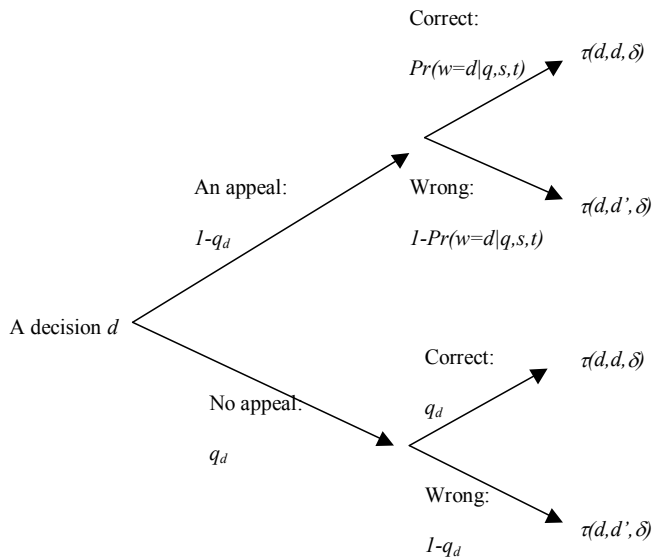 Correct:
Pr(w=d|q,s,t)
τ(d,d,δ)
An appeal:
1-q_d
Wrong:
1-Pr(w=d|q,s,t)
τ(d,d’,δ)
A decision d
No appeal:
q_d
Correct:
q_d
τ(d,d,δ)
Wrong:
1-q_d
τ(d,d’,δ)